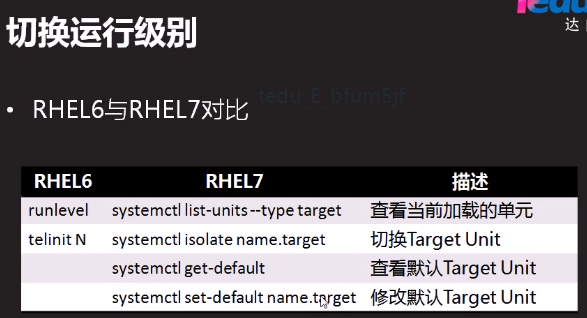 切换运行级别
达
• RHEL6与RHEL7对比
tedu_E_bfum5jf
RHEL6 RHEL7 描述
runlevel systemctl list-units --type target 查看当前加载的单元
telinit N systemctl isolate name.target 切换Target Unit
systemctl get-default 查看默认Target Unit
systemctl set-default name.target 修改默认Target Unit